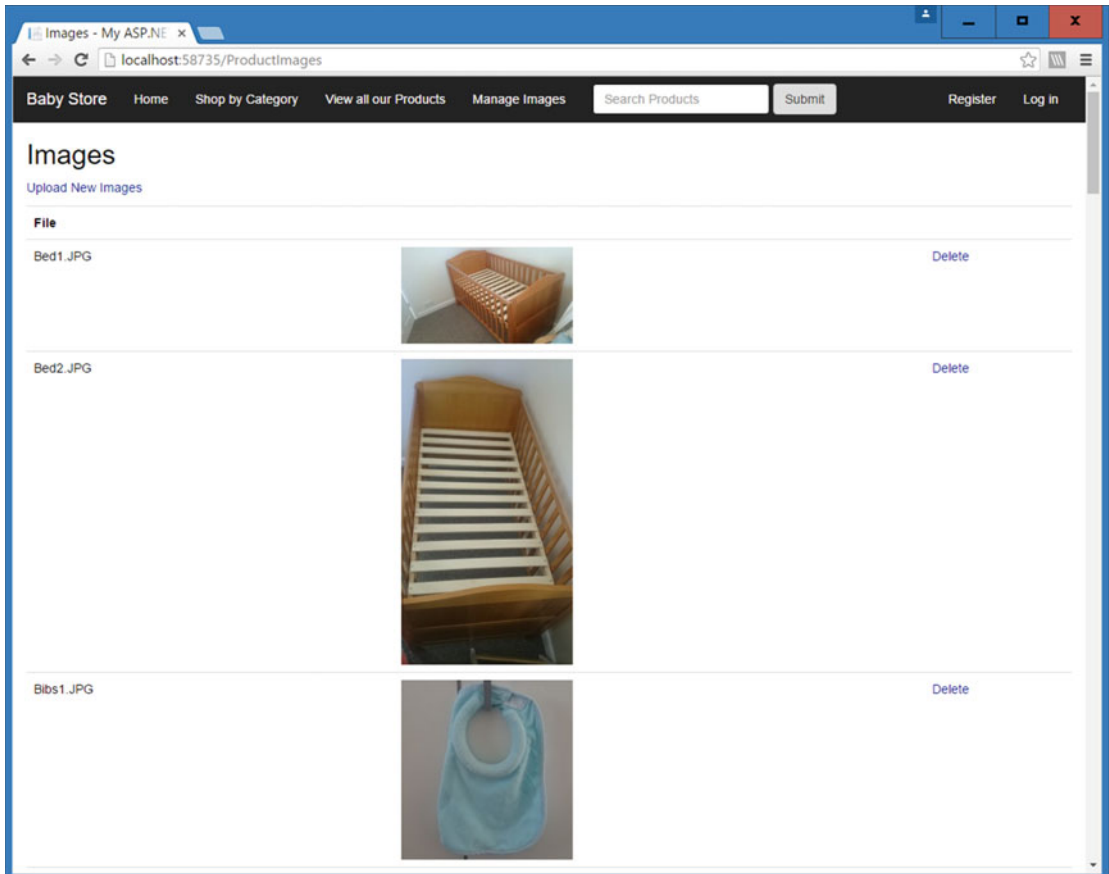 Images - My ASP.NE
localhost:58735/ProductImages
Baby Store Home Shop by Category View all our Products Manage Images Search Products Submit Register Log in
Images
Upload New Images
File
Bed1.JPG Delete
Bed2.JPG Delete
Bibs1.JPG Delete